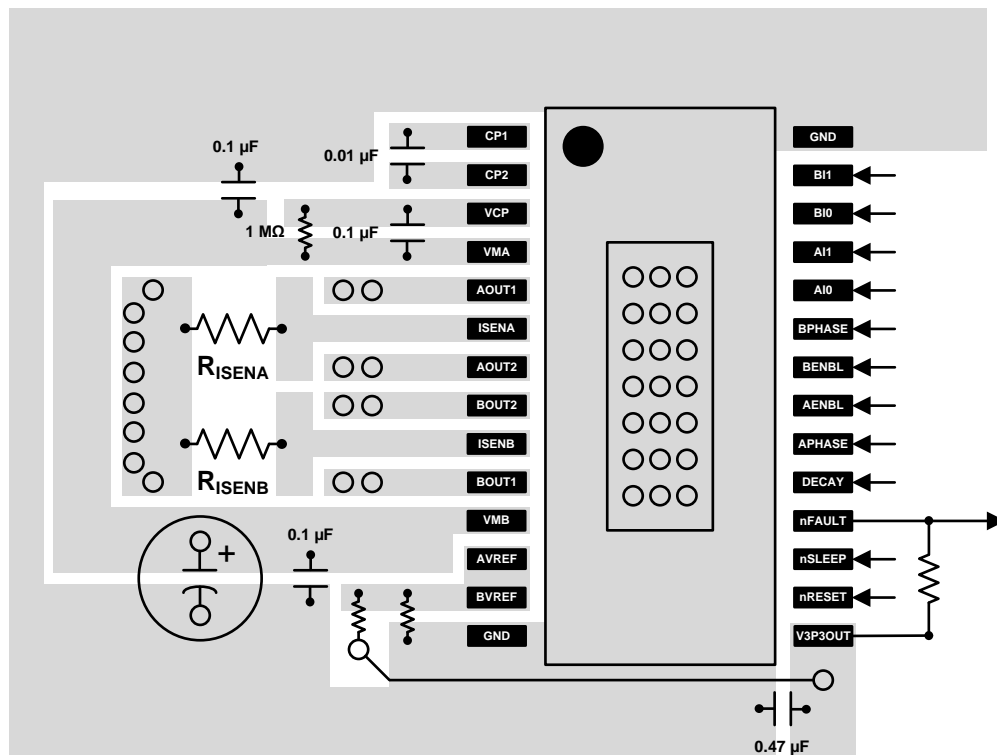 CP1
GND
0.1 µF
0.01 µF
CP2
BI1
VCP
BI0
1 MΩ
0.1 µF
VMA
AI1
AOUT1
AI0
ISENA
BPHASE
RISENA
AOUT2
BENBL
BOUT2
AENBL
ISENB
APHASE
RISENB
BOUT1
DECAY
VMB
nFAULT
0.1 µF
+
AVREF
nSLEEP
BVREF
nRESET
GND
V3P3OUT
0.47 µF